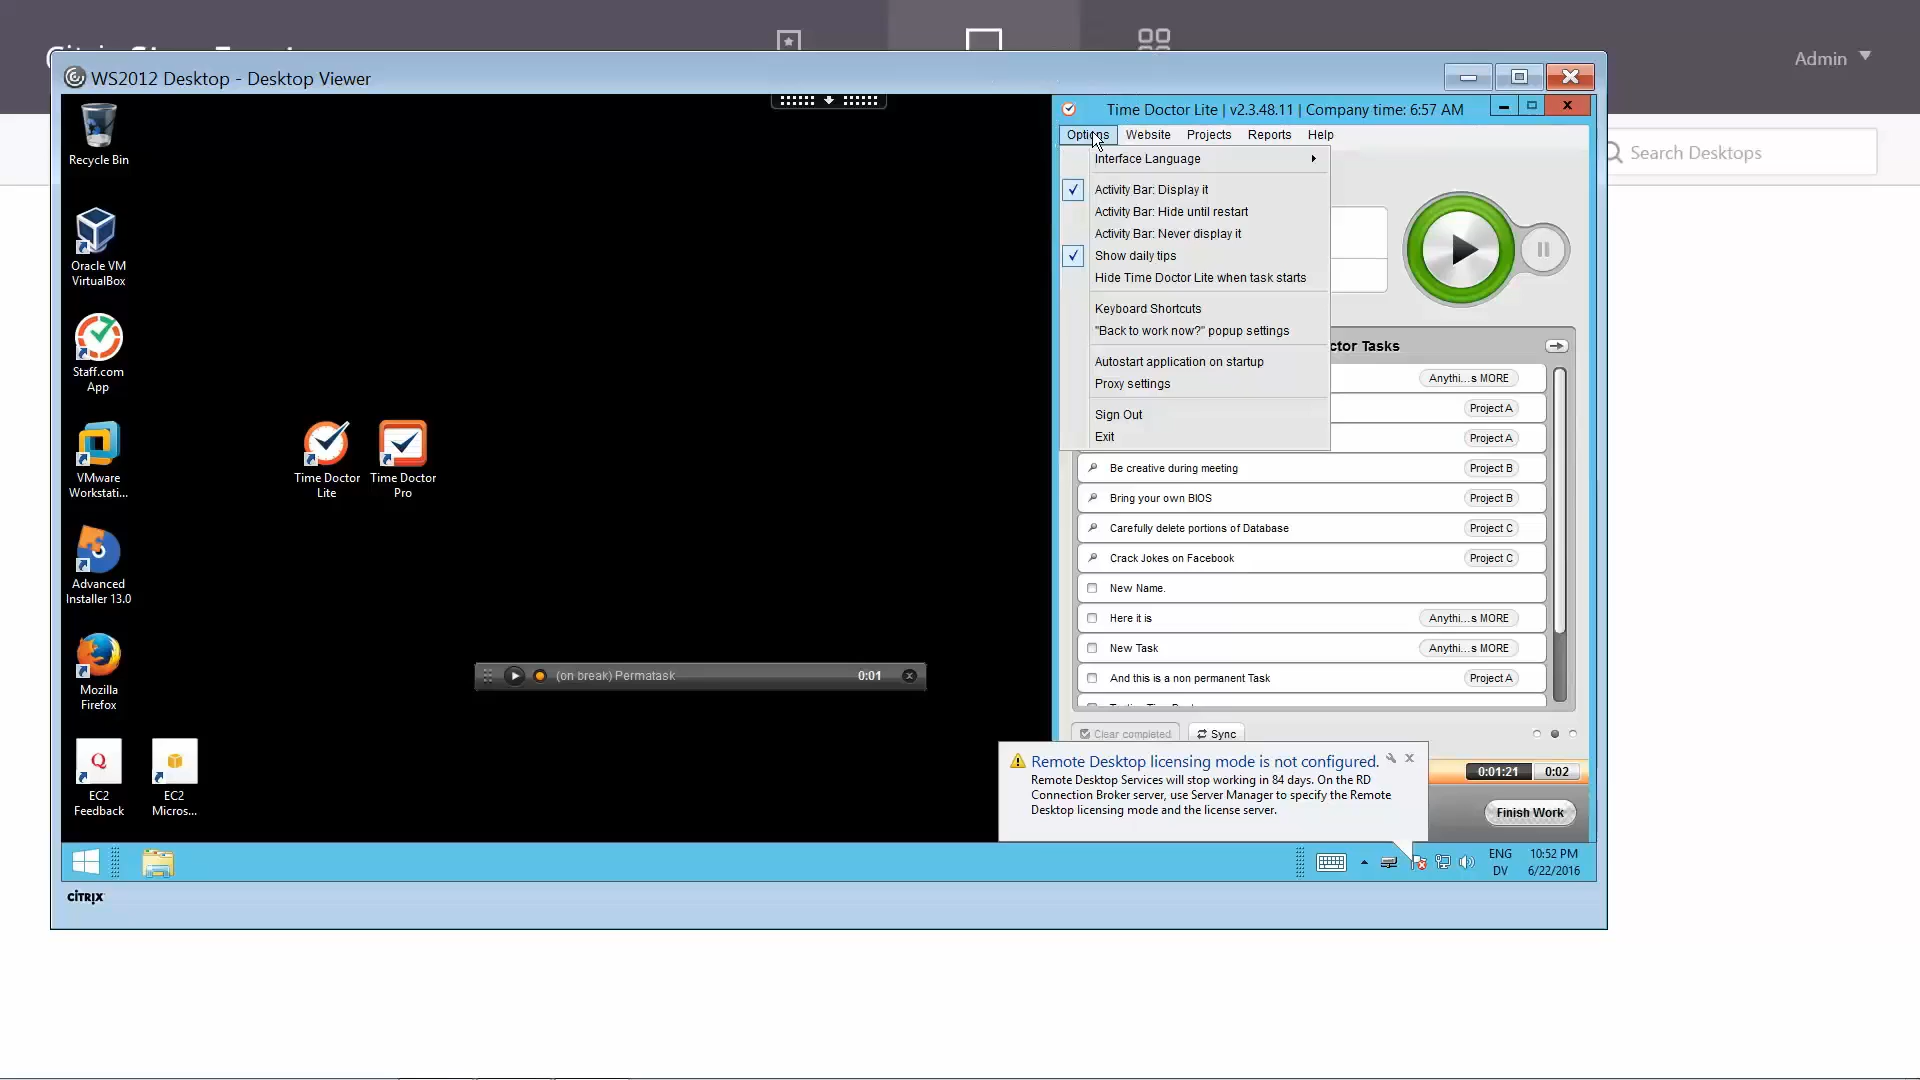 Admin
WS2012 Desktop - Desktop Viewer
Search Desktops
Recycle Bin
Oracle VM
VirtualBox
Staff.com
App
VMware
Workstati...
Advanced
Installer 13.0
Mozilla
Firefox
EC2
Feedback
EC2
Micros...
Time Doctor
Lite
Time Doctor
Pro
(on break) Permatask 0:01
Time Doctor Lite | v2.3.48.11 | Company time: 6:57 AM
Options Website Projects Reports Help
Interface Language
Activity Bar: Display it
Activity Bar: Hide until restart
Activity Bar: Never display it
Show daily tips
Hide Time Doctor Lite when task starts
Keyboard Shortcuts
"Back to work now?" popup settings
Autostart application on startup
Proxy settings
Sign Out
Exit
ctor Tasks
Anythi...s MORE
Project A
Project A
Be creative during meeting Project B
Bring your own BIOS Project B
Carefully delete portions of Database Project C
Crack Jokes on Facebook Project C
New Name.
Here it is Anythi...s MORE
New Task Anythi...s MORE
And this is a non permanent Task Project A
Clear completed Sync
Remote Desktop licensing mode is not configured.
Remote Desktop Services will stop working in 84 days. On the RD
Connection Broker server, use Server Manager to specify the Remote
Desktop licensing mode and the license server.
0:01:21 0:02
Finish Work
ENG
DV
10:52 PM
6/22/2016
CITRIX